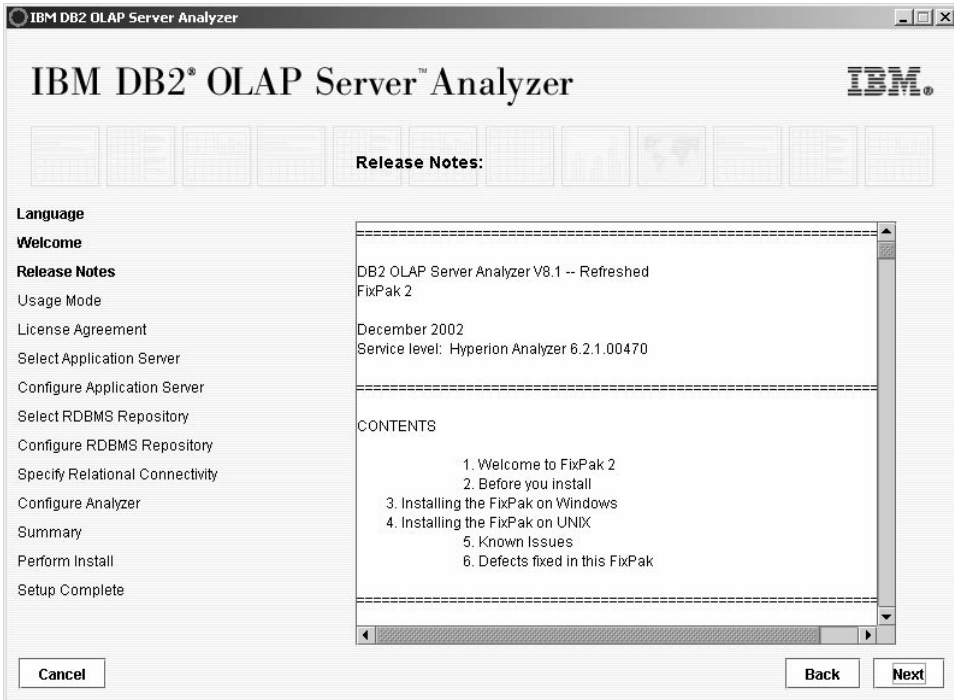 IBM DB2 OLAP Server Analyzer
IBM DB2® OLAP Server™ Analyzer
IBM®
Release Notes:
Language
Welcome
Release Notes
Usage Mode
License Agreement
Select Application Server
Configure Application Server
Select RDBMS Repository
Configure RDBMS Repository
Specify Relational Connectivity
Configure Analyzer
Summary
Perform Install
Setup Complete
==========================================================================
DB2 OLAP Server Analyzer V8.1 -- Refreshed
FixPak 2
December 2002
Service level:  Hyperion Analyzer 6.2.1.00470
==========================================================================
CONTENTS
1. Welcome to FixPak 2
2. Before you install
3. Installing the FixPak on Windows
4. Installing the FixPak on UNIX
5. Known Issues
6. Defects fixed in this FixPak
==========================================================================
Cancel
Back
Next